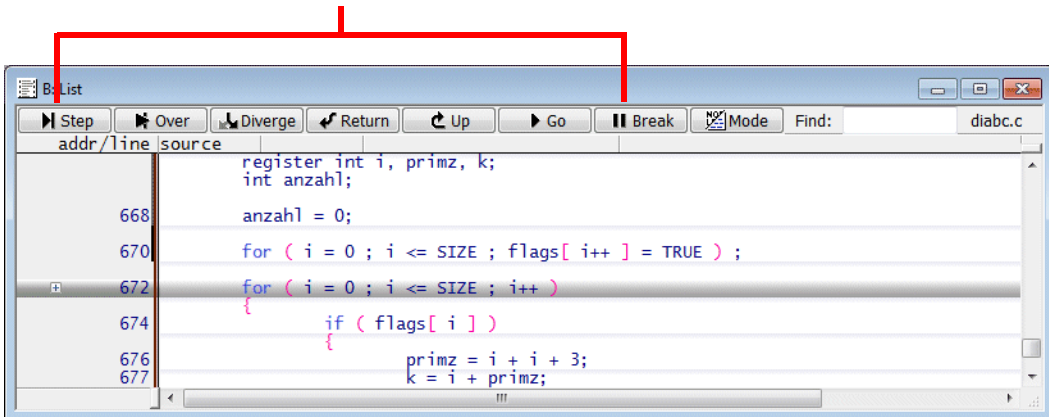 B::List
Step Over Diverge Return Up Go Break Mode Find: diabc.c
addr/line source
register int i, primz, k;
int anzahl;
668 anzahl = 0;
670 for ( i = 0 ; i <= SIZE ; flags[ i++ ] = TRUE ) ;
672 for ( i = 0 ; i <= SIZE ; i++ )
{
674 if ( flags[ i ] )
{
676 primz = i + i + 3;
677 k = i + primz;